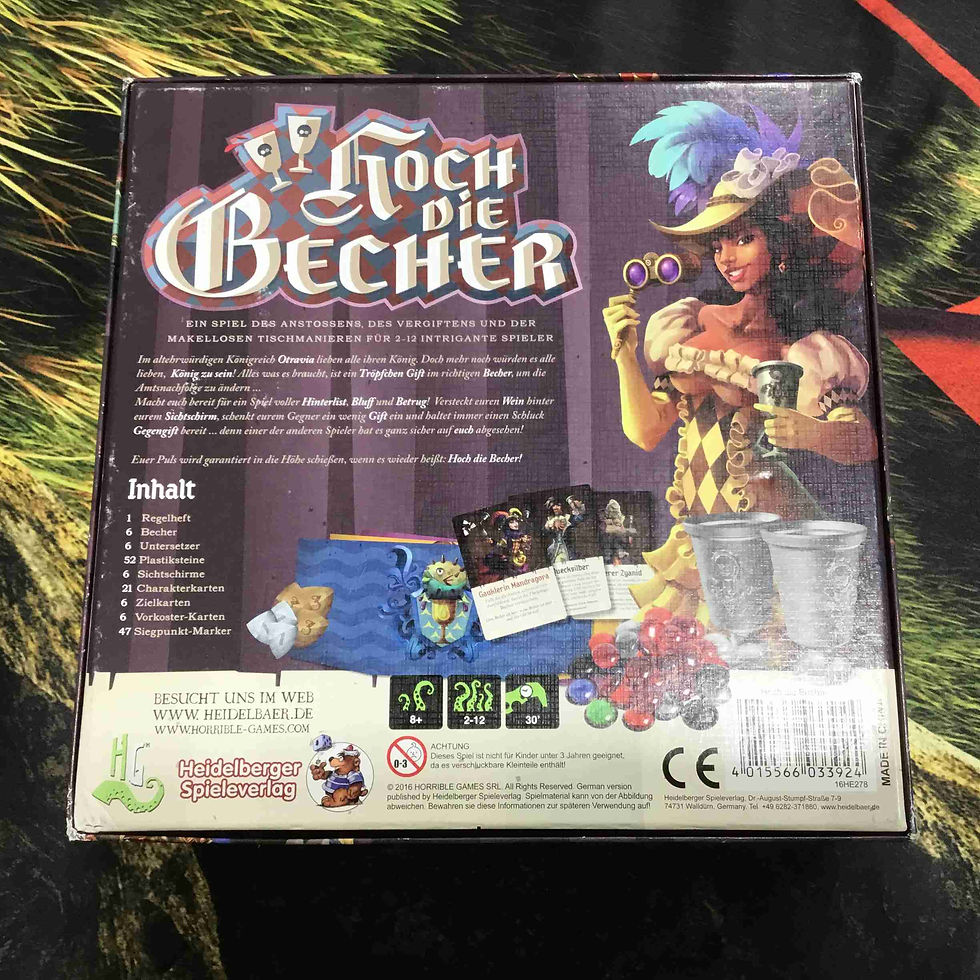 HOCH
DIE
BECHER
EIN SPIEL DES ANSTOSSENS, DES VERGIFTENS UND DER
MAKELLOSEN TISCHMANIEREN FÜR 2-12 INTRIGANTE SPIELER
Im altehrwürdigen Königreich Otravia lieben alle ihren König. Doch mehr noch würden es alle
lieben, König zu sein! Alles was es braucht, ist ein Tröpfchen Gift im richtigen Becher, um die
Amtsnachfolge zu ändern ...
Macht euch bereit für ein Spiel voller Hinterlist, Bluff und Betrug! Versteckt euren Wein hinter
eurem Sichtschirm, schenkt eurem Gegner ein wenig Gift ein und haltet immer einen Schluck
Gegengift bereit ... denn einer der anderen Spieler hat es ganz sicher auf euch abgesehen!
Euer Puls wird garantiert in die Höhe schießen, wenn es wieder heißt: Hoch die Becher!
Inhalt
1 Regelheft
6 Becher
6 Untersetzer
52 Plastiksteine
6 Sichtschirme
21 Charakterkarten
6 Zielkarten
6 Vorkoster-Karten
47 Siegpunkt-Marker
Gauklerin Mandragora
uecksilber
rer Zyanid
BESUCHT UNS IM WEB
WWW.HEIDELBAER.DE
WWW.HORRIBLE-GAMES.COM
8+
2-12
30'
HG
Heidelberger
Spieleverlag
0-3
ACHTUNG
Dieses Spiel ist nicht für Kinder unter 3 Jahren geeignet,
da es verschluckbare Kleinteile enthält!
© 2016 HORRIBLE GAMES SRL. All Rights Reserved. German version
published by Heidelberger Spieleverlag. Spielmaterial kann von der Abbildung
abweichen. Bewahren sie diese Informationen zur späteren Verwendung auf!
CE
Hoch die Becher
4 015566 033924
16HE278
MADE IN CHINA
Heidelberger Spieleverlag, Dr.-August-Stumpf-Straße 7-9
74731 Walldürn, Germany. Tel +49.6282-371860, www.heidelbaer.de